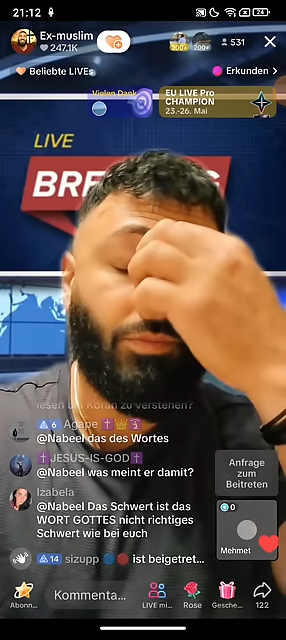 21:12
24
Ex-muslim
247.1K
200+
200+
531
Beliebte LIVEs
Erkunden >
Vielen Dank
EU LIVE Pro
CHAMPION
23.-26. Mai
LIVE
BRE
S
lesen um Koran zu verstehen?
6 Agape
@Nabeel das des Wortes
JESUS-IS-GOD
@Nabeel was meint er damit?
Izabela
@Nabeel Das Schwert ist das
WORT GOTTES nicht richtiges
Schwert wie bei euch
14 sizupp ist beigetret...
Anfrage
zum
Beitreten
0
Mehmet
Abonn...
Kommenta...
LIVE mi...
Rose
Gesche...
122